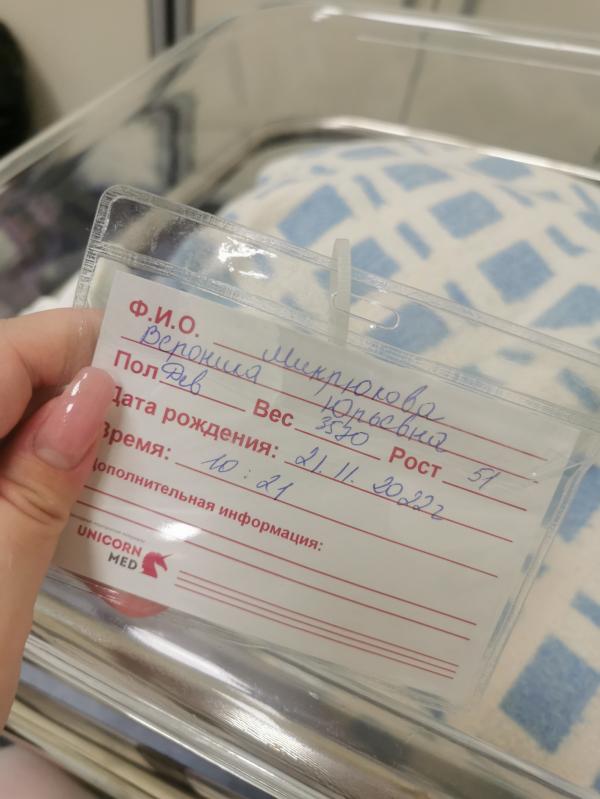 Ф.И.О. Микрюкова
Вероника Юрьевна
Пол Дев Вес 3570 Рост 51
Дата рождения: 21.11.2022г
Время: 10:21
Дополнительная информация:
UNICORN
MED